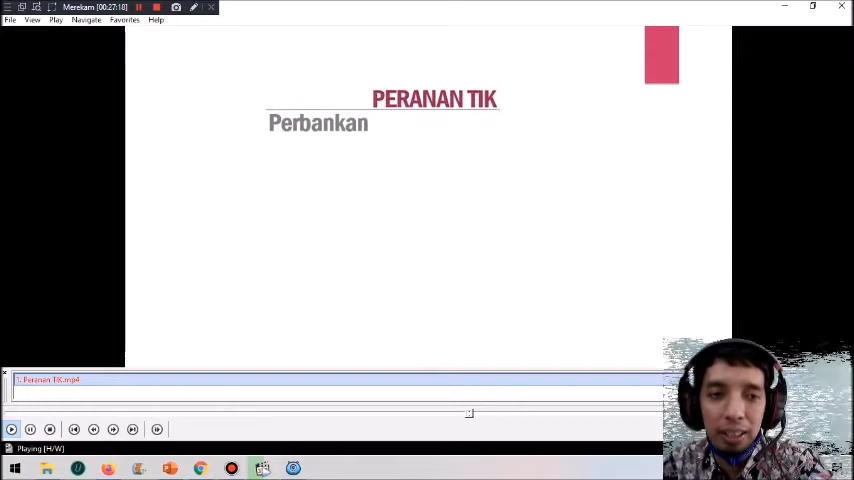 Merekam [00:27:18]
File View Play Navigate Favorites Help
PERANAN TIK
Perbankan
1. Peranan TIK.mp4
Playing [H/W]